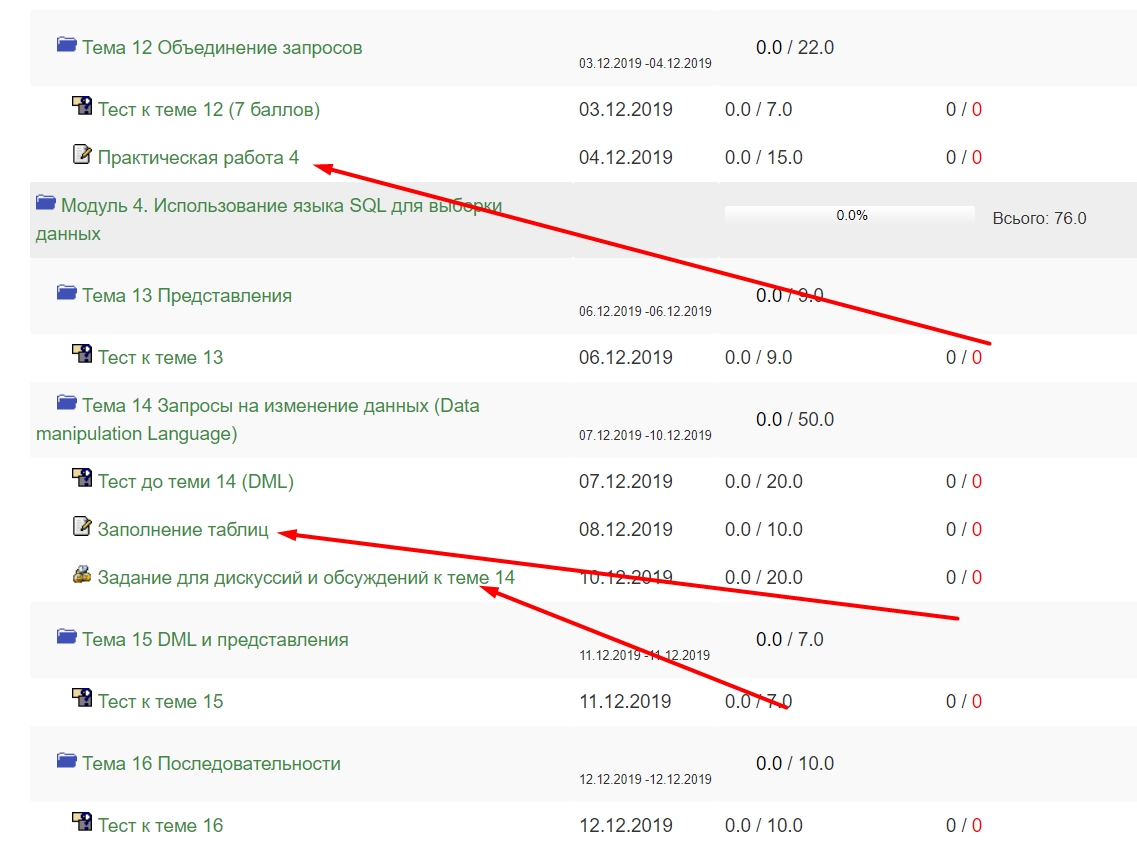 Тема 12 Объединение запросов 03.12.2019 -04.12.2019 0.0 / 22.0
Тест к теме 12 (7 баллов) 03.12.2019 0.0 / 7.0 0 / 0
Практическая работа 4 04.12.2019 0.0 / 15.0 0 / 0
Модуль 4. Использование языка SQL для выборки
данных 0.0% Всього: 76.0
Тема 13 Представления 06.12.2019 -06.12.2019 0.0 / 9.0
Тест к теме 13 06.12.2019 0.0 / 9.0 0 / 0
Тема 14 Запросы на изменение данных (Data
manipulation Language) 07.12.2019 -10.12.2019 0.0 / 50.0
Тест до теми 14 (DML) 07.12.2019 0.0 / 20.0 0 / 0
Заполнение таблиц 08.12.2019 0.0 / 10.0 0 / 0
Задание для дискуссий и обсуждений к теме 14 10.12.2019 0.0 / 20.0 0 / 0
Тема 15 DML и представления 11.12.2019 -11.12.2019 0.0 / 7.0
Тест к теме 15 11.12.2019 0.0 / 7.0 0 / 0
Тема 16 Последовательности 12.12.2019 -12.12.2019 0.0 / 10.0
Тест к теме 16 12.12.2019 0.0 / 10.0 0 / 0